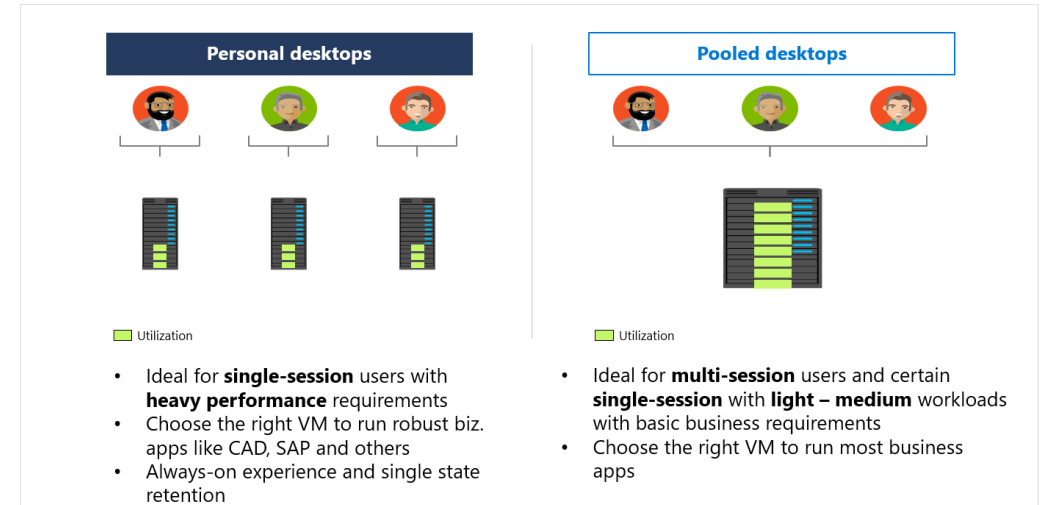 Personal desktops
Utilization
• Ideal for single-session users with
heavy performance requirements
• Choose the right VM to run robust biz.
apps like CAD, SAP and others
• Always-on experience and single state
retention
Pooled desktops
Utilization
• Ideal for multi-session users and certain
single-session with light – medium workloads
with basic business requirements
• Choose the right VM to run most business
apps